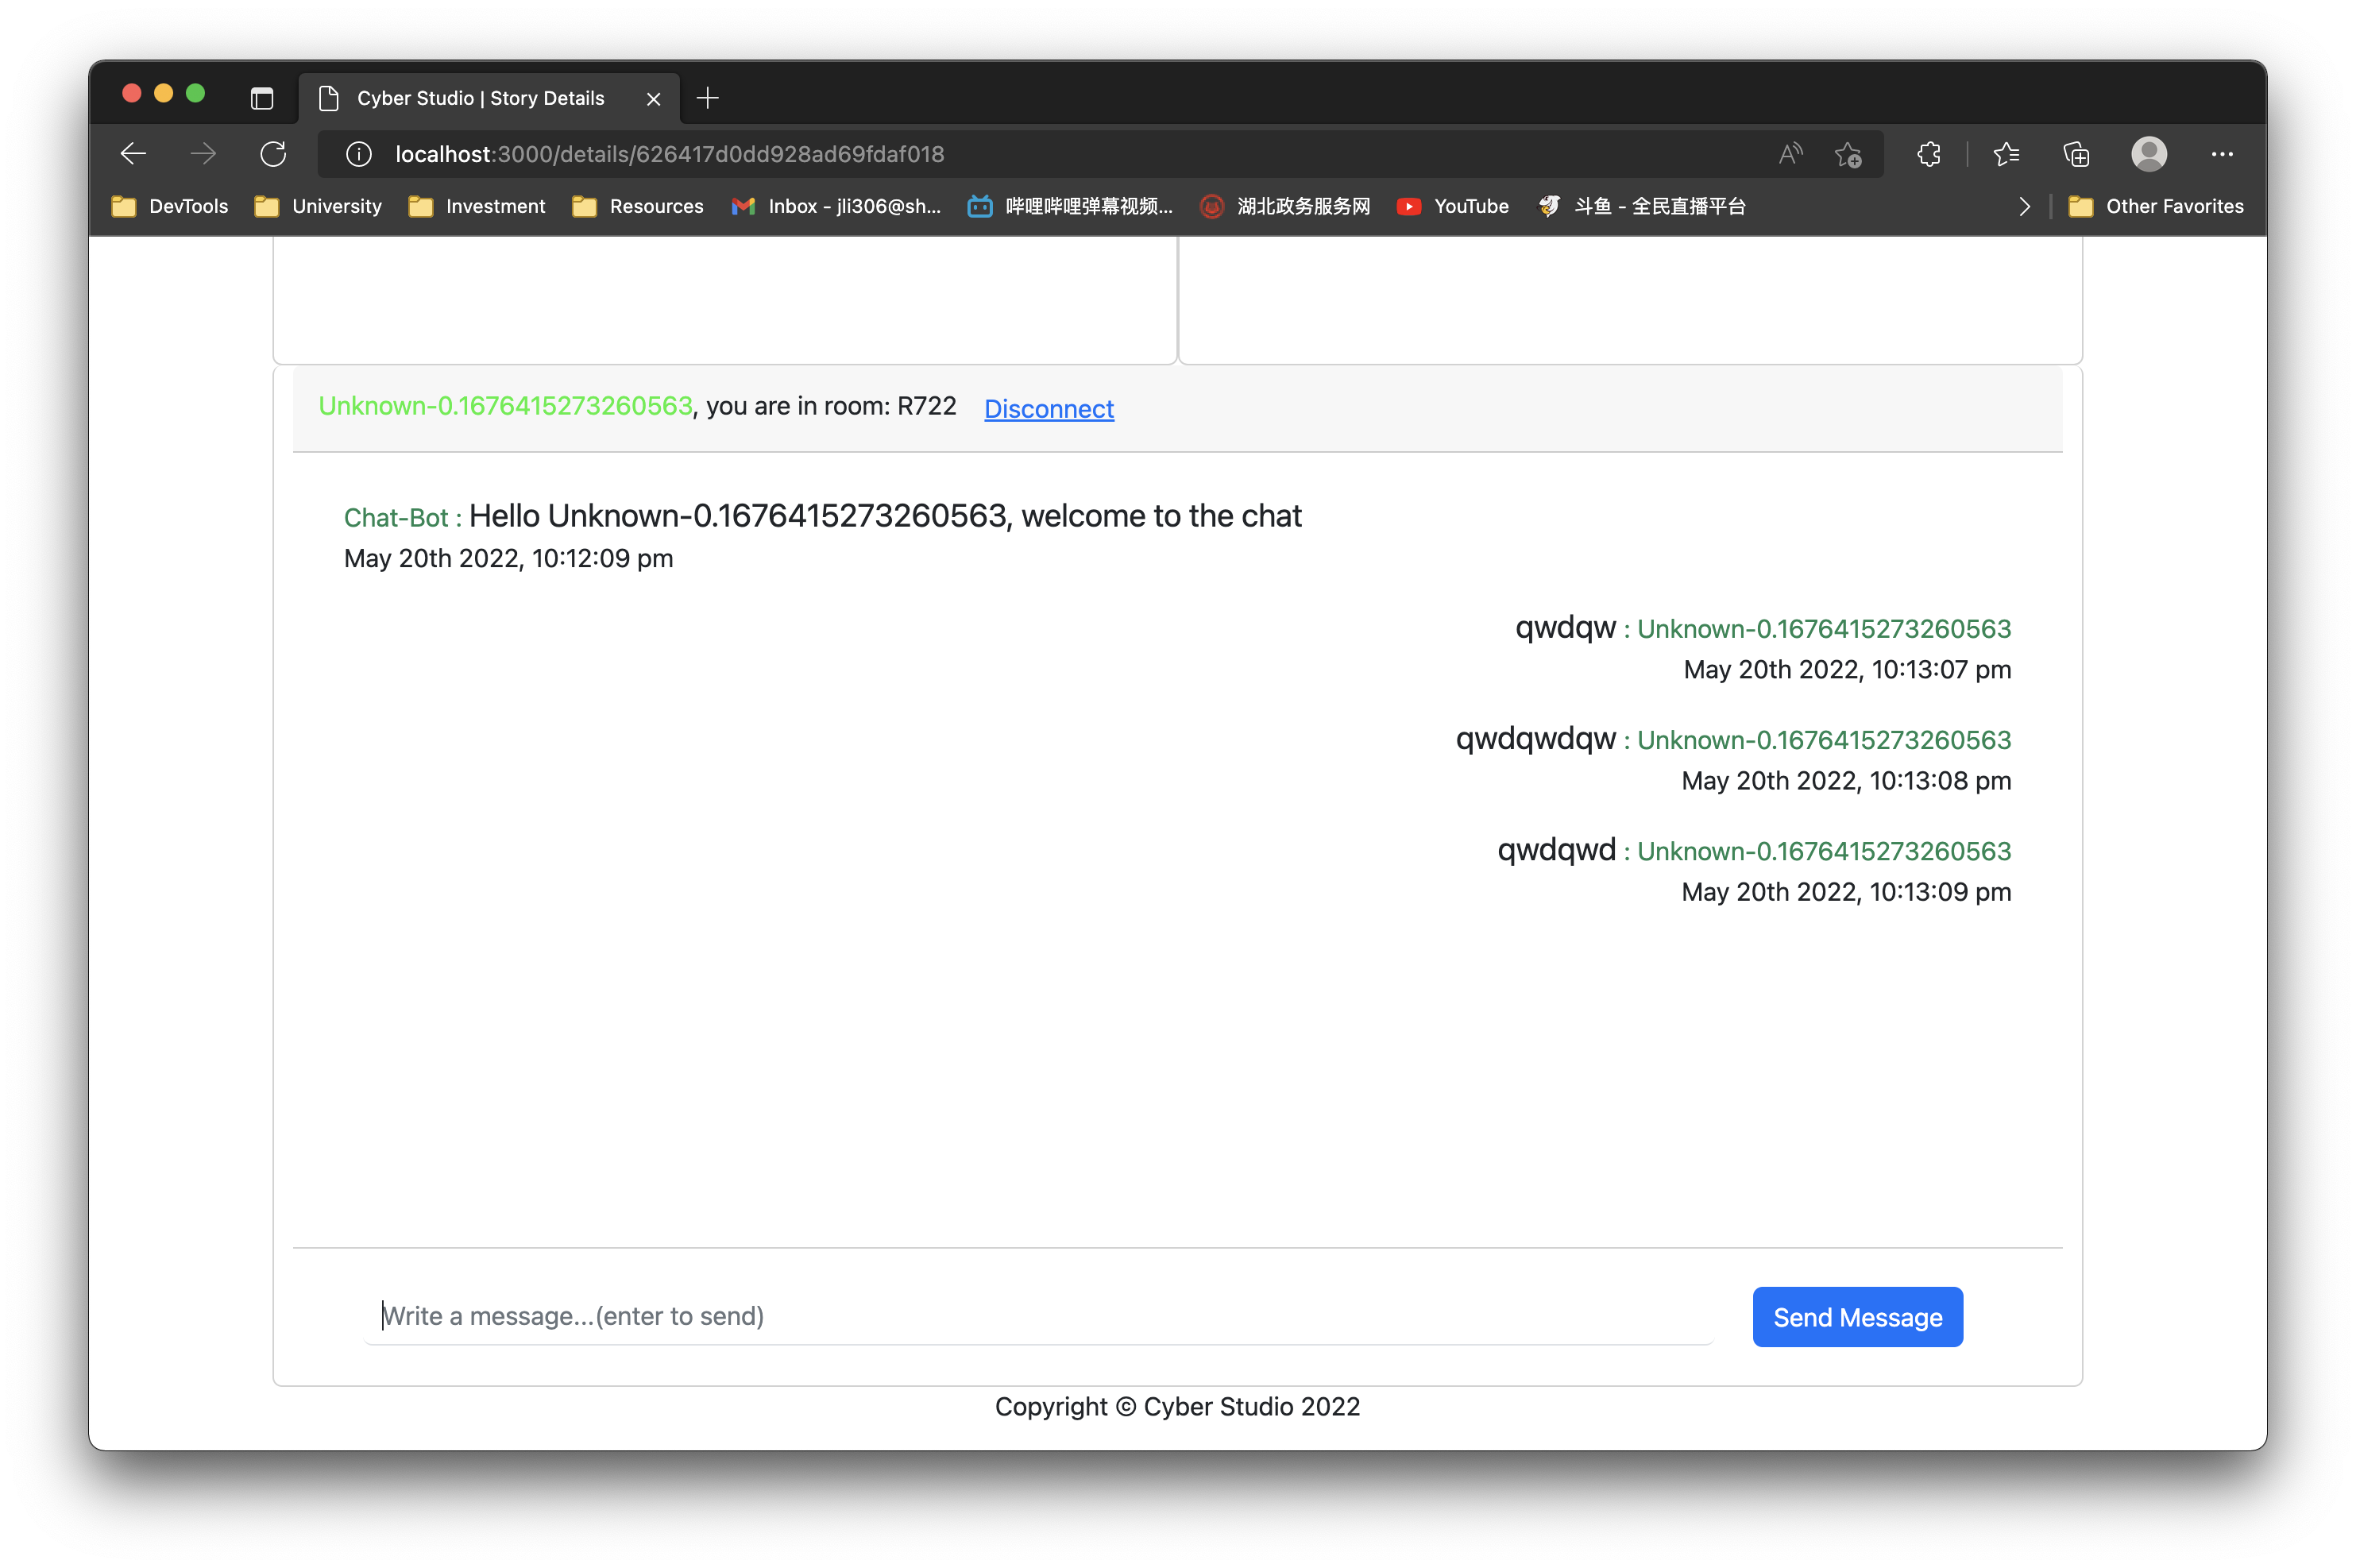 Cyber Studio | Story Details
localhost:3000/details/626417d0dd928ad69fdaf018
DevTools University Investment Resources Inbox - jli306@sh... 哔哩哔哩弹幕视频... 湖北政务服务网 YouTube 斗鱼 - 全民直播平台 Other Favorites
Unknown-0.1676415273260563, you are in room: R722 Disconnect
Chat-Bot : Hello Unknown-0.1676415273260563, welcome to the chat
May 20th 2022, 10:12:09 pm
qwdqw : Unknown-0.1676415273260563
May 20th 2022, 10:13:07 pm
qwdqwdqw : Unknown-0.1676415273260563
May 20th 2022, 10:13:08 pm
qwdqwd : Unknown-0.1676415273260563
May 20th 2022, 10:13:09 pm
Write a message...(enter to send) Send Message
Copyright © Cyber Studio 2022